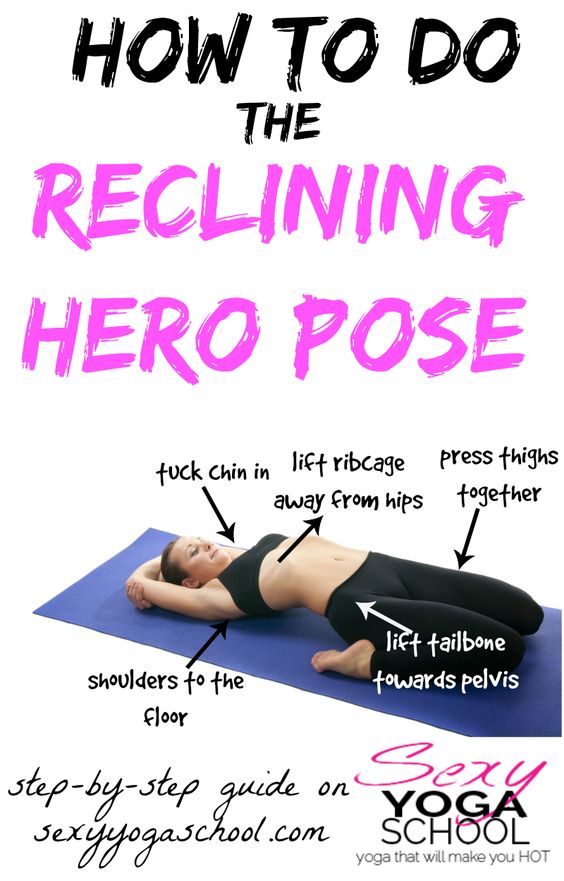 HOW TO DO
THE
RECLINING
HERO POSE
tuck chin in
lift ribcage
away from hips
press thighs
together
shoulders to the
floor
lift tailbone
towards pelvis
step-by-step guide on
sexyyogaschool.com
Sexy
YOGA
SCHOOL
yoga that will make you HOT